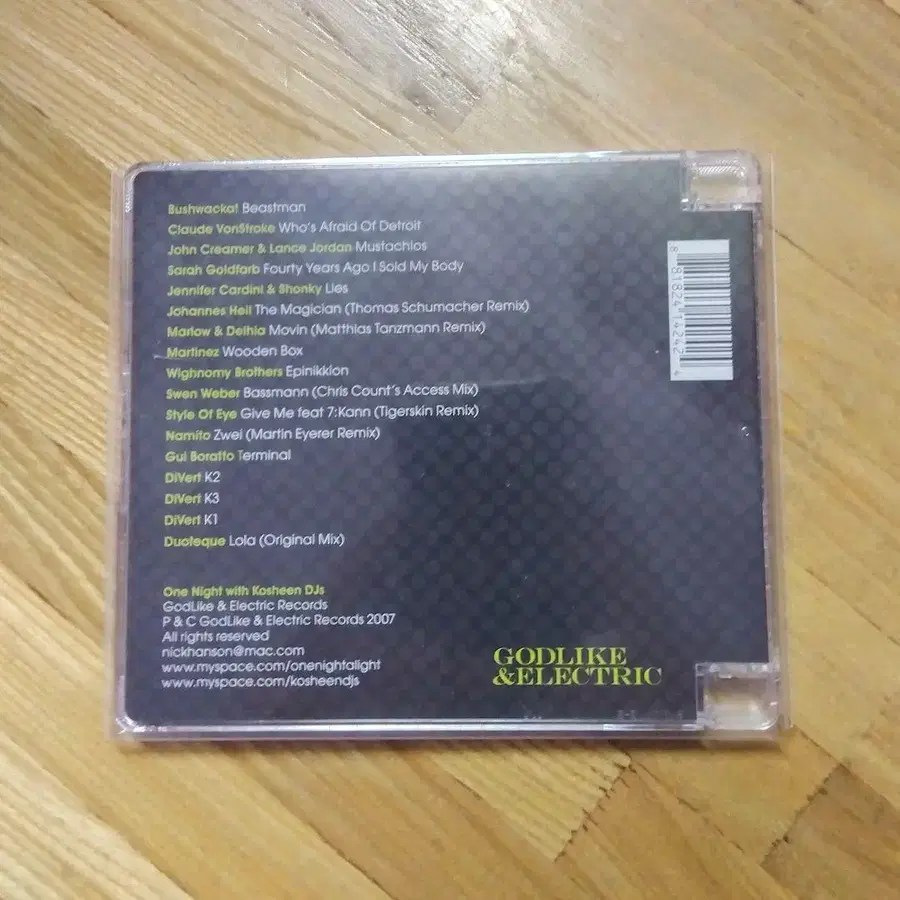 Bushwacka! Beastman
Claude VonStroke Who's Afraid Of Detroit
John Creamer & Lance Jordan Mustachios
Sarah Goldfarb Fourty Years Ago I Sold My Body
Jennifer Cardini & Shonky Lies
Johannes Heil The Magician (Thomas Schumacher Remix)
Marlow & Delhia Movin (Matthias Tanzmann Remix)
Martinez Wooden Box
Wighnomy Brothers Epinikkion
Swen Weber Bassmann (Chris Count's Access Mix)
Style Of Eye Give Me feat 7:Kann (Tigerskin Remix)
Namito Zwei (Martin Eyerer Remix)
Gui Boratto Terminal
DiVert K2
DiVert K3
DiVert K1
Duoteque Lola (Original Mix)
One Night with Kosheen DJs
GodLike & Electric Records
P & C GodLike & Electric Records 2007
All rights reserved
nickhanson@mac.com
www.myspace.com/onenightalight
www.myspace.com/kosheendjs
GODLIKE
&ELECTRIC
8 81824 14242 4